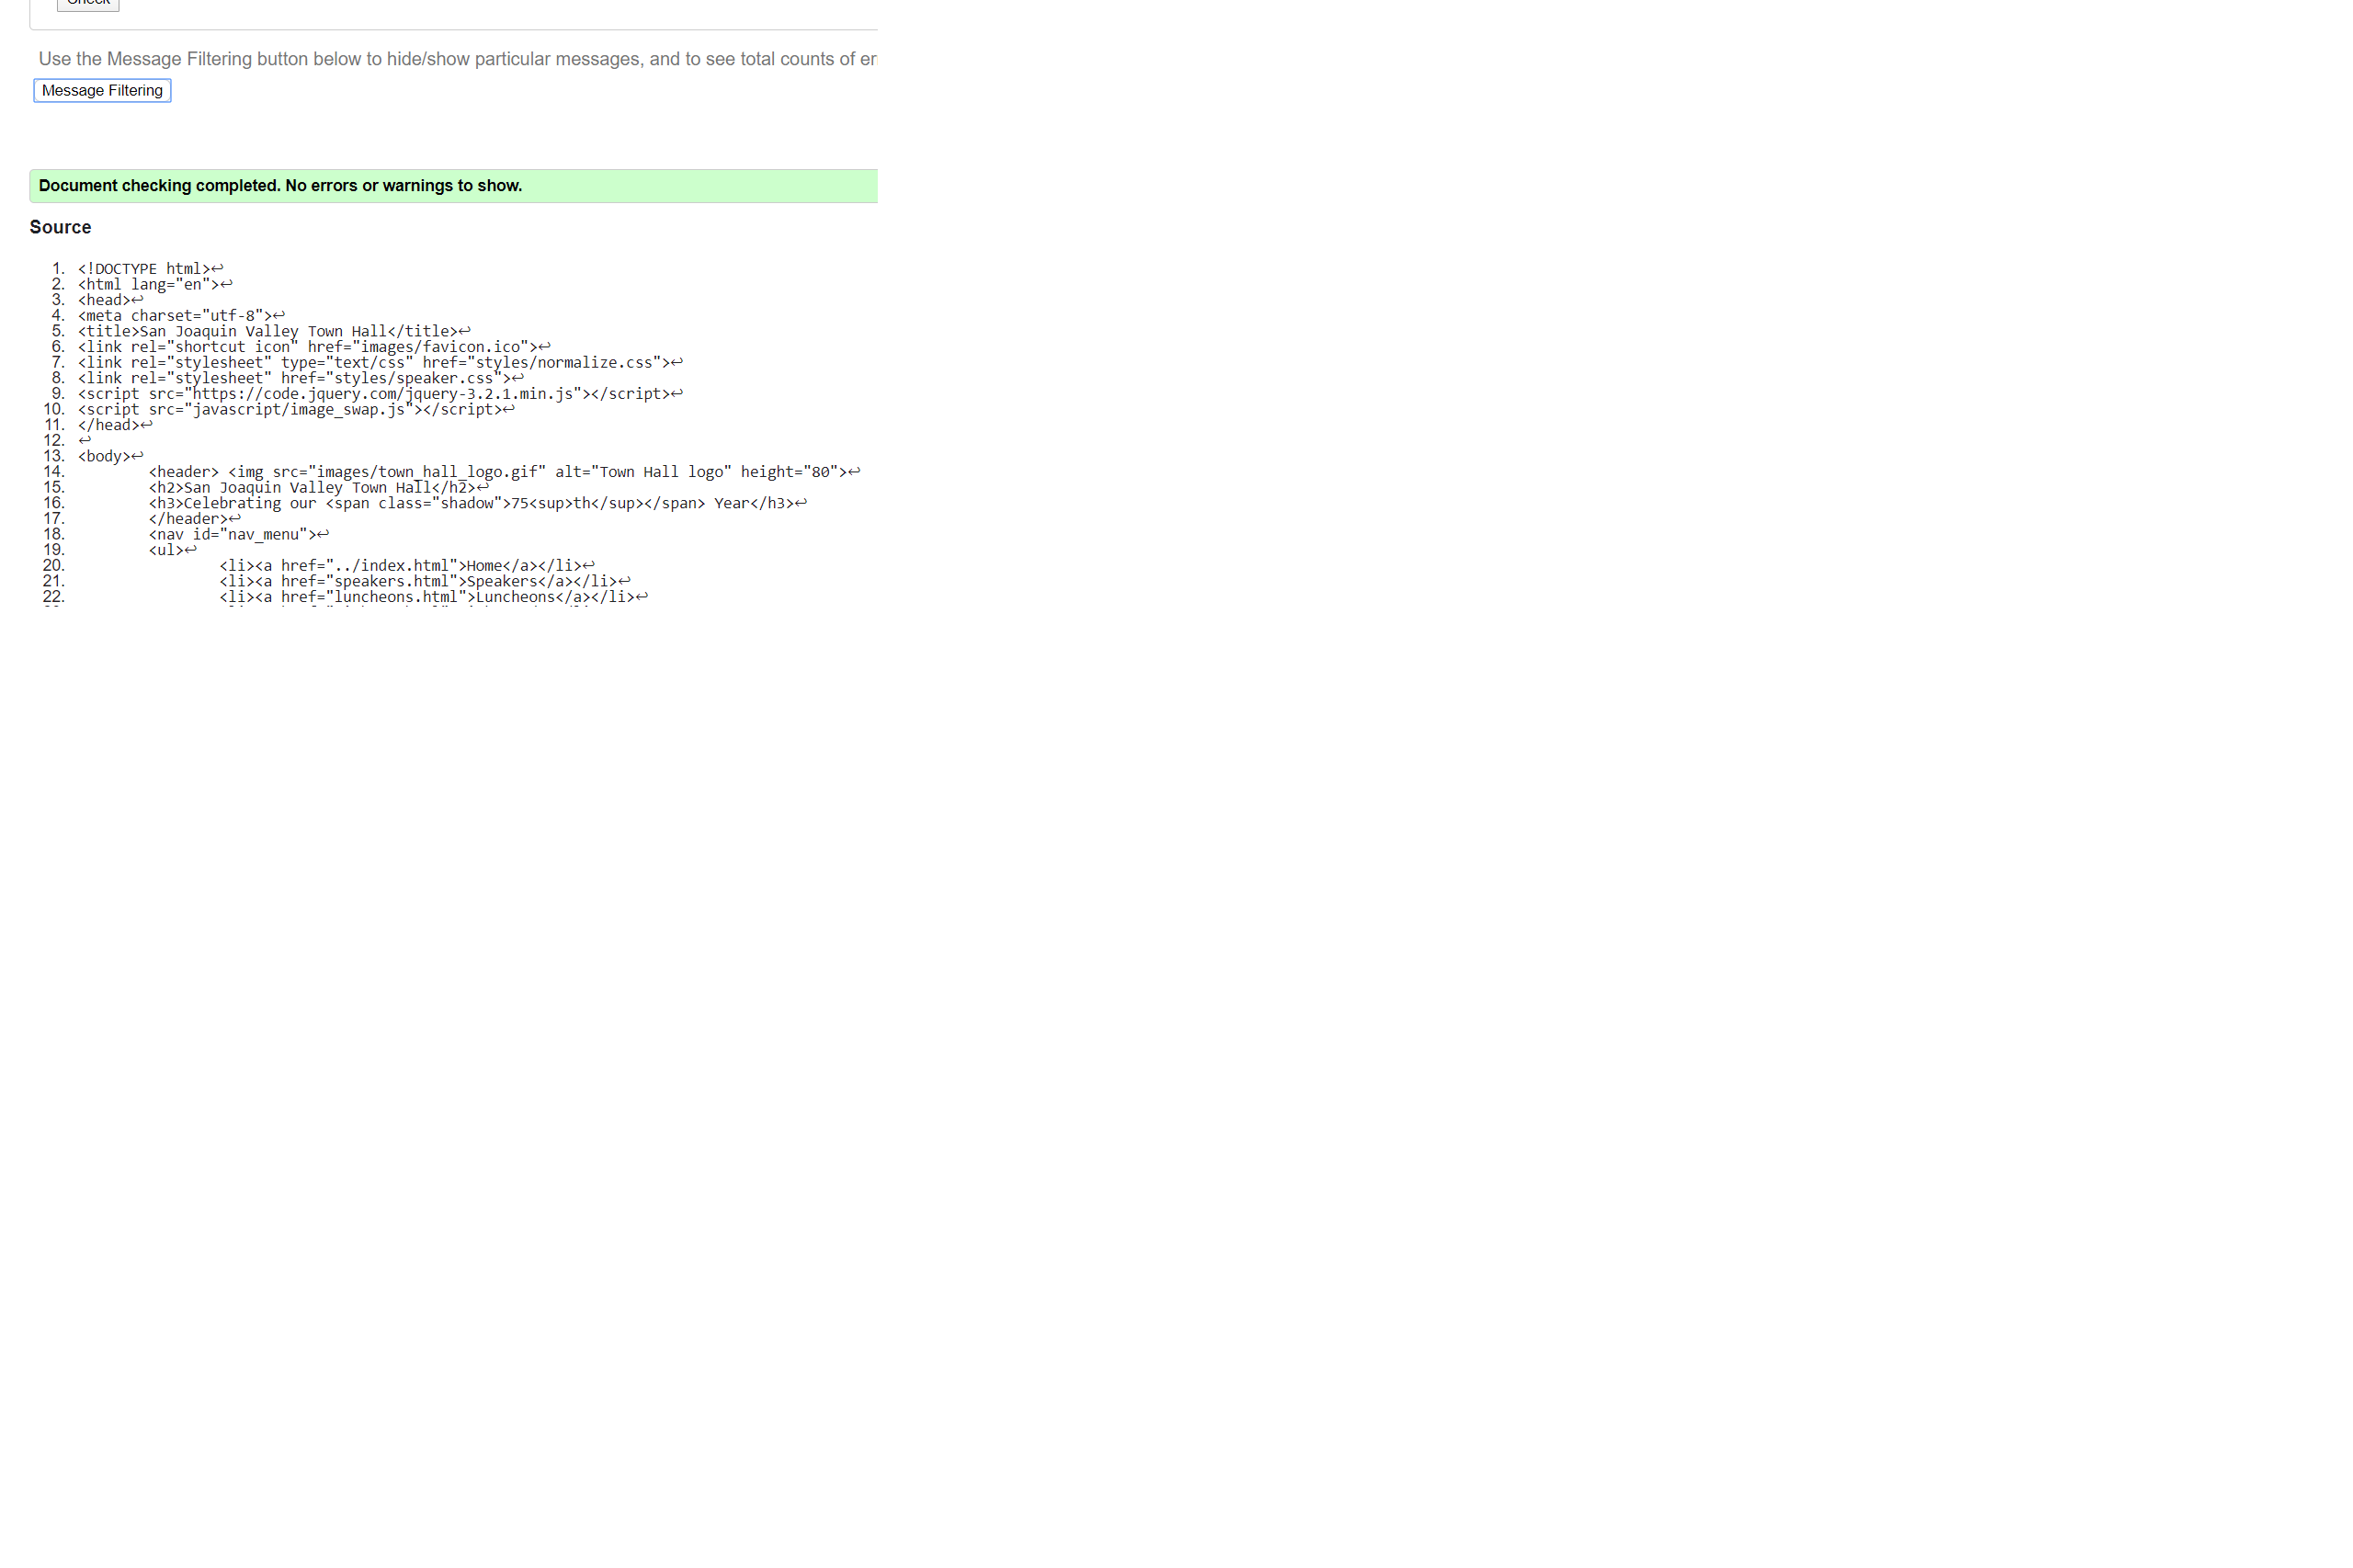 Check
Use the Message Filtering button below to hide/show particular messages, and to see total counts of er
Message Filtering
Document checking completed. No errors or warnings to show.
Source
1. <!DOCTYPE html>↩
2. <html lang="en">↩
3. <head>↩
4. <meta charset="utf-8">↩
5. <title>San Joaquin Valley Town Hall</title>↩
6. <link rel="shortcut icon" href="images/favicon.ico">↩
7. <link rel="stylesheet" type="text/css" href="styles/normalize.css">↩
8. <link rel="stylesheet" href="styles/speaker.css">↩
9. <script src="https://code.jquery.com/jquery-3.2.1.min.js"></script>↩
10. <script src="javascript/image_swap.js"></script>↩
11. </head>↩
12. ↩
13. <body>↩
14. <header> <img src="images/town_hall_logo.gif" alt="Town Hall logo" height="80">↩
15. <h2>San Joaquin Valley Town Hall</h2>↩
16. <h3>Celebrating our <span class="shadow">75<sup>th</sup></span> Year</h3>↩
17. </header>↩
18. <nav id="nav_menu">↩
19. <ul>↩
20. <li><a href="../index.html">Home</a></li>↩
21. <li><a href="speakers.html">Speakers</a></li>↩
22. <li><a href="luncheons.html">Luncheons</a></li>↩